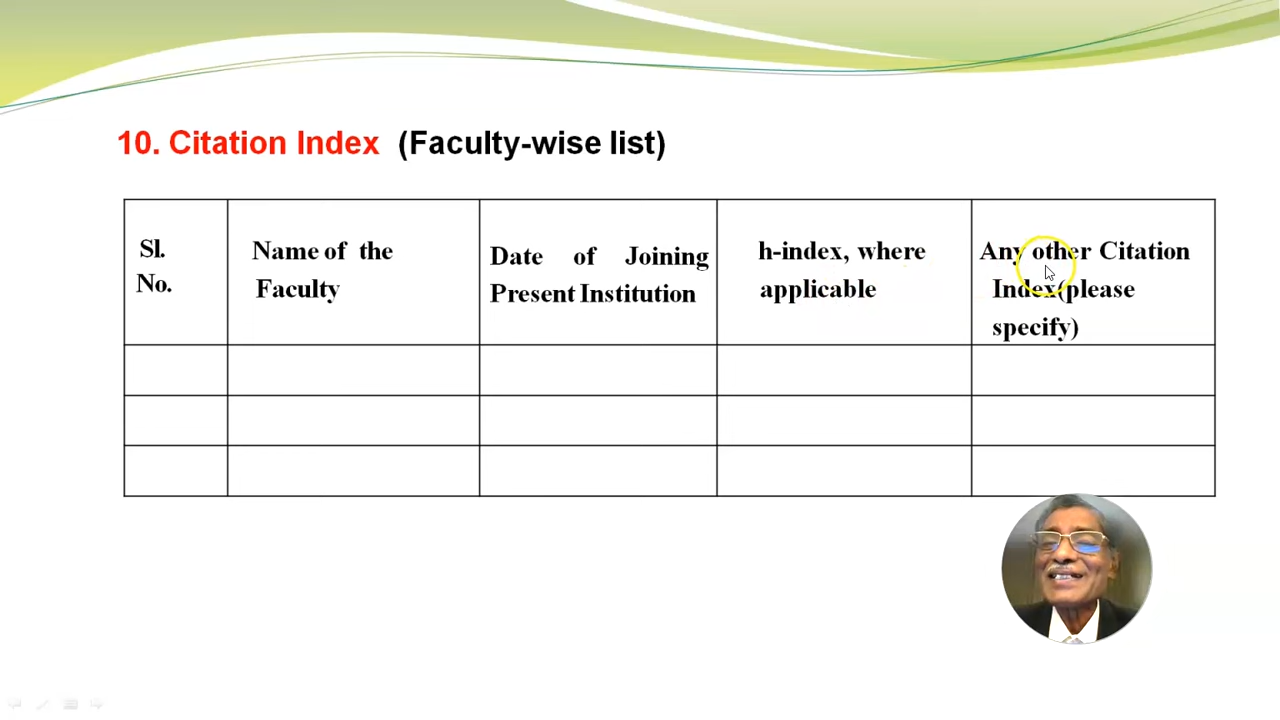 10. Citation Index (Faculty-wise list)
Sl.
No.
Name of the
Faculty
Date of Joining
Present Institution
h-index, where
applicable
Any other Citation
Index(please
specify)